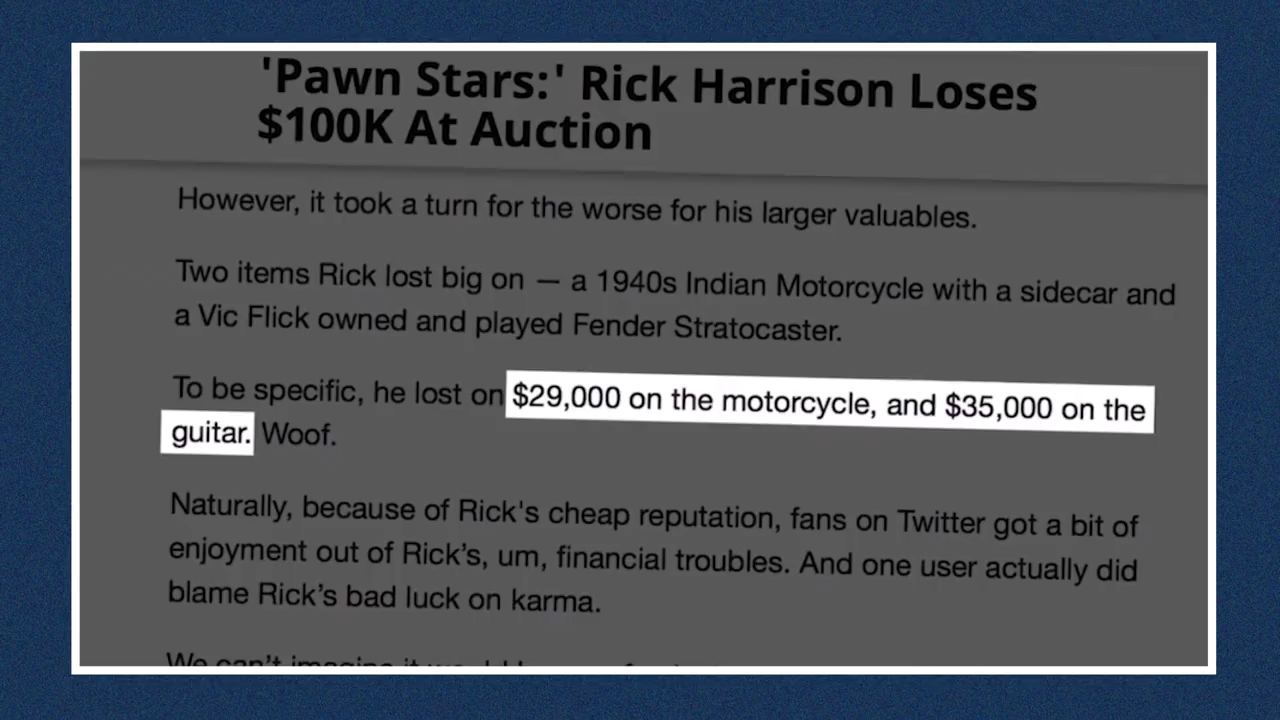 'Pawn Stars:' Rick Harrison Loses
$100K At Auction
However, it took a turn for the worse for his larger valuables.
Two items Rick lost big on — a 1940s Indian Motorcycle with a sidecar and
a Vic Flick owned and played Fender Stratocaster.
To be specific, he lost on $29,000 on the motorcycle, and $35,000 on the
guitar. Woof.
Naturally, because of Rick's cheap reputation, fans on Twitter got a bit of
enjoyment out of Rick’s, um, financial troubles. And one user actually did
blame Rick’s bad luck on karma.
We can’t imagine it